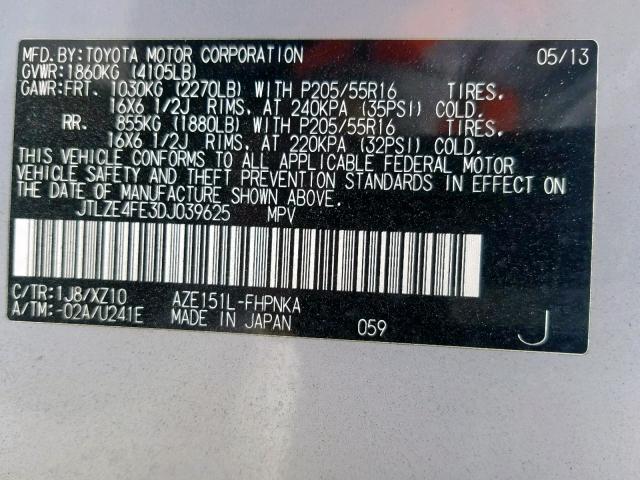 MFD.BY:TOYOTA MOTOR CORPORATION 05/13
GVWR:1860KG (4105LB)
GAWR:FRT. 1030KG (2270LB) WITH P205/55R16 TIRES.
16X6 1/2J RIMS. AT 240KPA (35PSI) COLD.
RR. 855KG (1880LB) WITH P205/55R16 TIRES.
16X6 1/2J RIMS. AT 220KPA (32PSI) COLD.
THIS VEHICLE CONFORMS TO ALL APPLICABLE FEDERAL MOTOR
VEHICLE SAFETY AND THEFT PREVENTION STANDARDS IN EFFECT ON
THE DATE OF MANUFACTURE SHOWN ABOVE.
JTLZE4FE3DJ039625 MPV
C/TR:1J8/XZ10 AZE151L-FHPNKA
A/TM:-02A/U241E MADE IN JAPAN 059 J